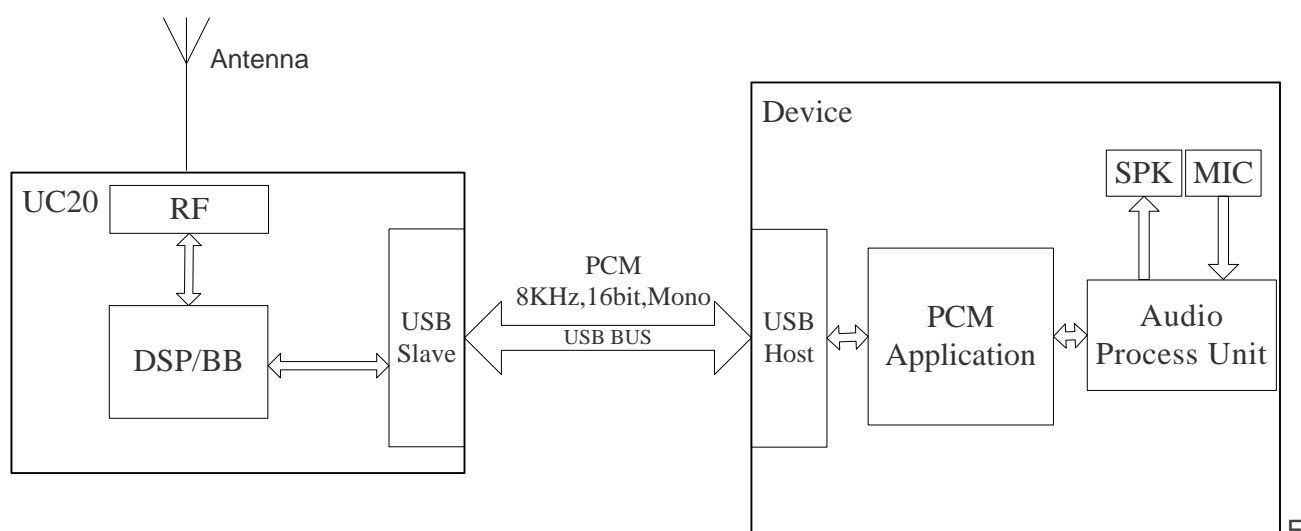 Antenna
UC20
RF
DSP/BB
USB
Slave
PCM
8KHz,16bit,Mono
USB BUS
Device
USB
Host
PCM
Application
SPK
MIC
Audio
Process Unit